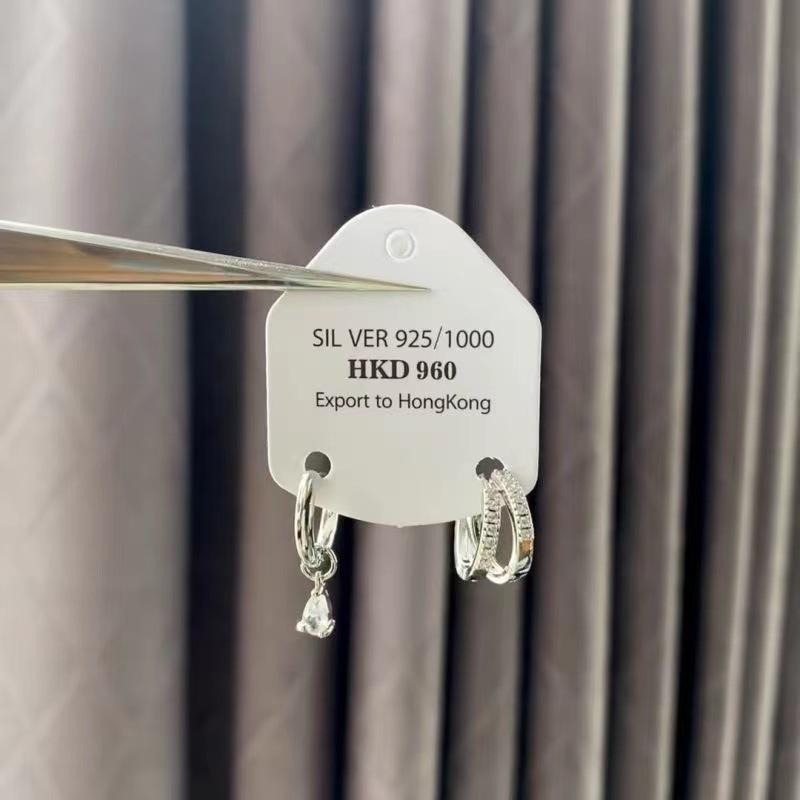 SIL VER 925/1000
HKD 960
Export to HongKong